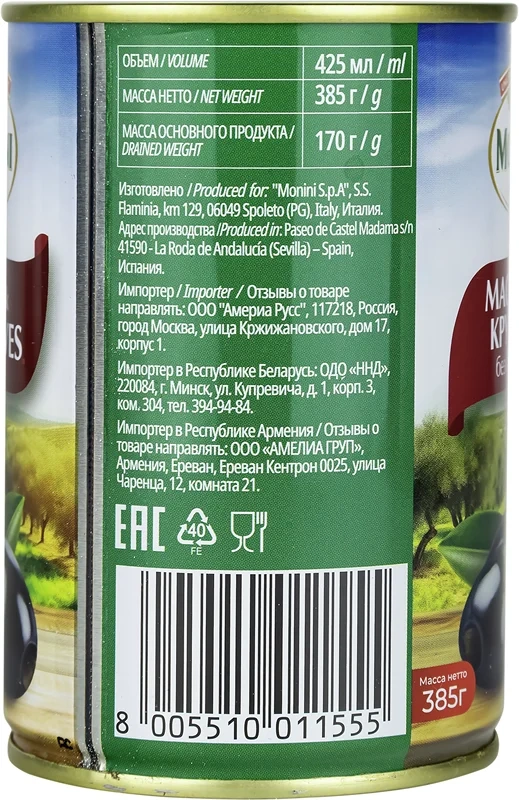 ОБЪЕМ / VOLUME 425 мл / ml
МАССА НЕТТО / NET WEIGHT 385 г / g
МАССА ОСНОВНОГО ПРОДУКТА / 170 г / g
DRAINED WEIGHT
Изготовлено / Produced for: "Monini S.p.A", S.S.
Flaminia, km 129, 06049 Spoleto (PG), Italy, Италия.
Адрес производства /Produced in: Paseo de Castel Madama s/n
41590 - La Roda de Andalucía (Sevilla) – Spain,
Испания.
Импортер / Importer / Отзывы о товаре
направлять: ООО "Америа Русс", 117218, Россия,
город Москва, улица Кржижановского, дом 17,
корпус 1.
Импортер в Республике Беларусь: ОДО «ННД»,
220084, г. Минск, ул. Купревича, д. 1, корп. 3,
ком. 304, тел. 394-94-84.
Импортер в Республике Армения / Отзывы о
товаре направлять: ООО «АМЕЛИА ГРУП»,
Армения, Ереван, Ереван Кентрон 0025, улица
Чаренца, 12, комната 21.
EAC 40
FE
8 005510 011555
Масса нетто
385г